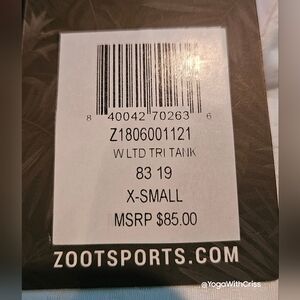 8 40042 70263 6
Z1806001121
W LTD TRI TANK
83 19
X-SMALL
MSRP $85.00
ZOOTSPORTS.COM
@YogaWithCriss